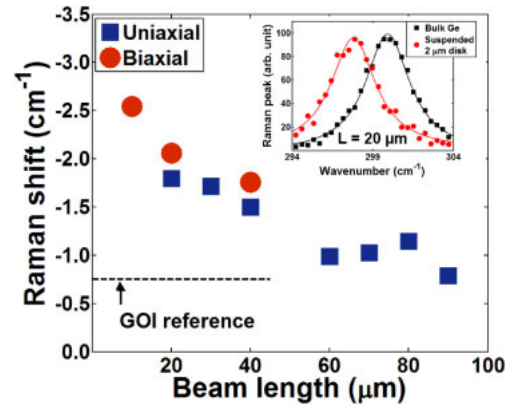 Raman shift (cm⁻¹)
-3.5
-3.0
-2.5
-2.0
-1.5
-1.0
-0.5
0.0
Uniaxial
Biaxial
GOI reference
20
40
60
80
100
Beam length (μm)
Raman peak (arb. unit)
100
80
60
40
20
Bulk Ge
Suspended
2 μm disk
L = 20 μm
294
299
304
Wavenumber (cm⁻¹)